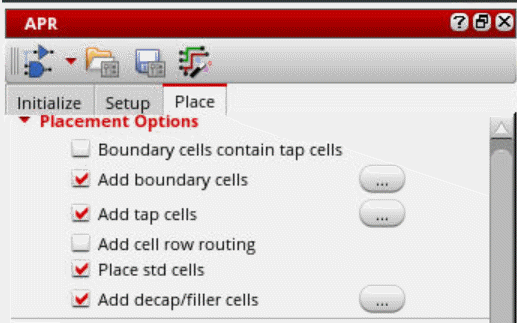 APR
Initialize Setup Place
Placement Options
Boundary cells contain tap cells
Add boundary cells ...
Add tap cells ...
Add cell row routing
Place std cells
Add decap/filler cells ...